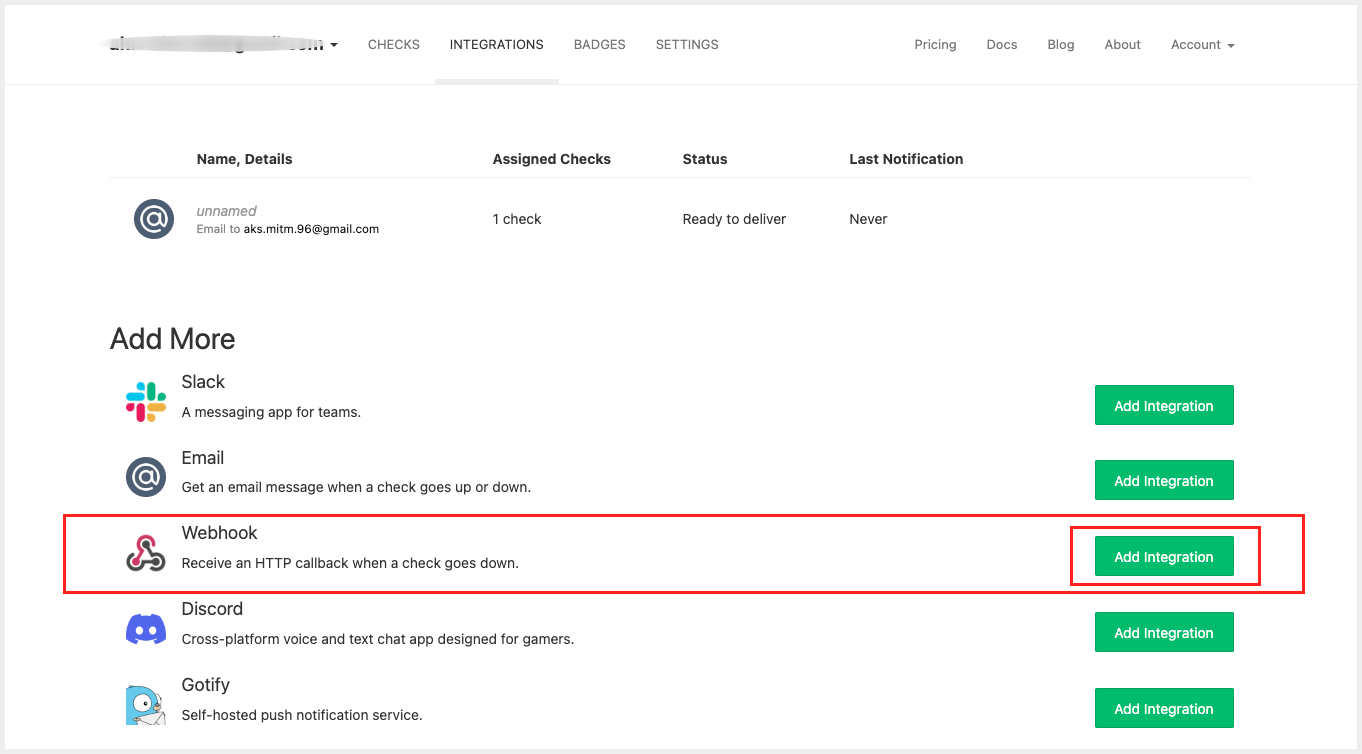 CHECKS INTEGRATIONS BADGES SETTINGS Pricing Docs Blog About Account
Name, Details Assigned Checks Status Last Notification
unnamed
Email to aks.mitm.96@gmail.com
1 check Ready to deliver Never
Add More
Slack
A messaging app for teams.
Add Integration
Email
Get an email message when a check goes up or down.
Add Integration
Webhook
Receive an HTTP callback when a check goes down.
Add Integration
Discord
Cross-platform voice and text chat app designed for gamers.
Add Integration
Gotify
Self-hosted push notification service.
Add Integration